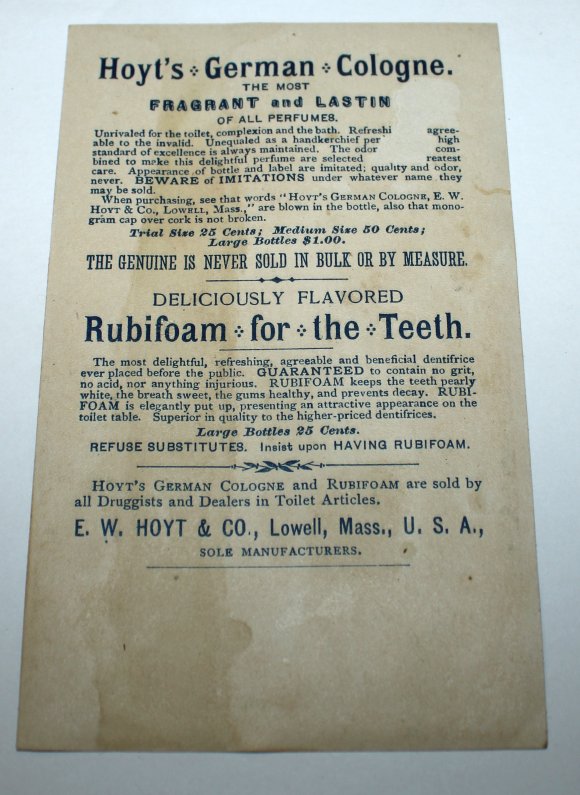 Hoyt's German Cologne.
THE MOST
FRAGRANT and LASTIN
OF ALL PERFUMES.
Unrivaled for the toilet, complexion and the bath. Refreshi agree-
able to the invalid. Unequaled as a handkerchief per high
standard of excellence is always maintained. The odor com-
bined to make this delightful perfume are selected reatest
care. Appearance of bottle and label are imitated; quality and odor,
never. BEWARE of IMITATIONS under whatever name they
may be sold.
When purchasing, see that words "HOYT'S GERMAN COLOGNE, E. W.
HOYT & CO., LOWELL, MASS.," are blown in the bottle, also that mono-
gram cap over cork is not broken.
Trial Size 25 Cents; Medium Size 50 Cents;
Large Bottles $1.00.
THE GENUINE IS NEVER SOLD IN BULK OR BY MEASURE.
DELICIOUSLY FLAVORED
Rubifoam for the Teeth.
The most delightful, refreshing, agreeable and beneficial dentifrice
ever placed before the public. GUARANTEED to contain no grit,
no acid, nor anything injurious. RUBIFOAM keeps the teeth pearly
white, the breath sweet, the gums healthy, and prevents decay. RUBI-
FOAM is elegantly put up, presenting an attractive appearance on the
toilet table. Superior in quality to the higher-priced dentifrices.
Large Bottles 25 Cents.
REFUSE SUBSTITUTES. Insist upon HAVING RUBIFOAM.
HOYT'S GERMAN COLOGNE and RUBIFOAM are sold by
all Druggists and Dealers in Toilet Articles.
E. W. HOYT & CO., Lowell, Mass., U. S. A.,
SOLE MANUFACTURERS.